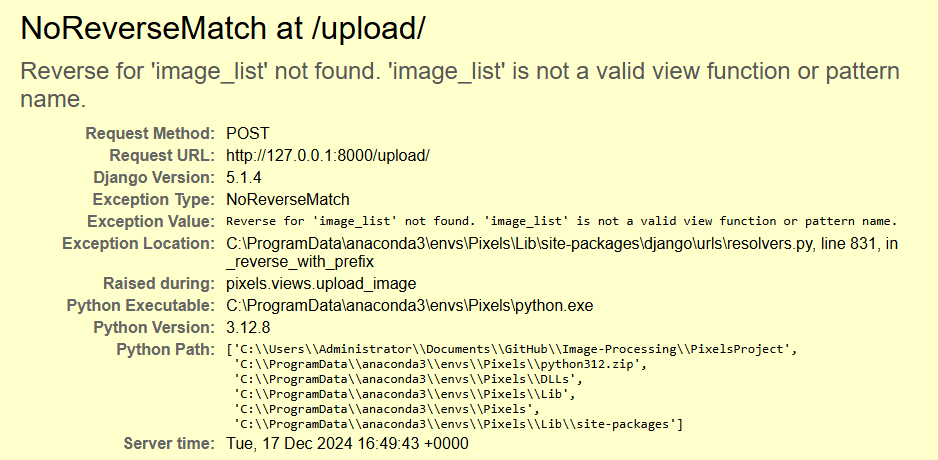 NoReverseMatch at /upload/
Reverse for 'image_list' not found. 'image_list' is not a valid view function or pattern
name.
Request Method: POST
Request URL: http://127.0.0.1:8000/upload/
Django Version: 5.1.4
Exception Type: NoReverseMatch
Exception Value: Reverse for 'image_list' not found. 'image_list' is not a valid view function or pattern name.
Exception Location: C:\ProgramData\anaconda3\envs\Pixels\Lib\site-packages\django\urls\resolvers.py, line 831, in
_reverse_with_prefix
Raised during: pixels.views.upload_image
Python Executable: C:\ProgramData\anaconda3\envs\Pixels\python.exe
Python Version: 3.12.8
Python Path: ['C:\\Users\\Administrator\\Documents\\GitHub\\Image-Processing\\PixelsProject',
'C:\\ProgramData\\anaconda3\\envs\\Pixels\\python312.zip',
'C:\\ProgramData\\anaconda3\\envs\\Pixels\\DLLs',
'C:\\ProgramData\\anaconda3\\envs\\Pixels\\Lib',
'C:\\ProgramData\\anaconda3\\envs\\Pixels',
'C:\\ProgramData\\anaconda3\\envs\\Pixels\\Lib\\site-packages']
Server time: Tue, 17 Dec 2024 16:49:43 +0000